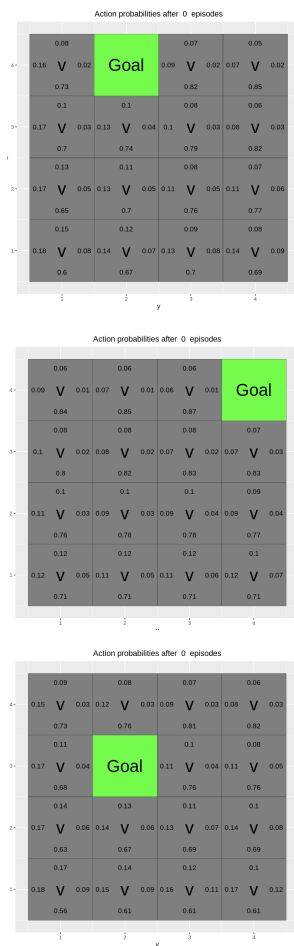 Action probabilities after 0 episodes
0.08 0.07 0.05
4 0.16 V 0.02 Goal 0.09 V 0.02 0.07 V 0.02
0.73 0.82 0.85
0.1 0.1 0.08 0.06
3 0.17 V 0.03 0.13 V 0.04 0.1 V 0.03 0.08 V 0.03
0.7 0.74 0.79 0.82
0.13 0.11 0.08 0.07
2 0.17 V 0.05 0.13 V 0.05 0.11 V 0.05 0.11 V 0.06
0.65 0.7 0.76 0.77
0.15 0.12 0.09 0.08
1 0.18 V 0.08 0.14 V 0.07 0.13 V 0.08 0.14 V 0.09
0.6 0.67 0.7 0.69
1 2 3 4
y
Action probabilities after 0 episodes
0.06 0.06 0.06
4 0.09 V 0.01 0.07 V 0.01 0.06 V 0.01 Goal
0.84 0.85 0.87
0.08 0.08 0.08 0.07
3 0.1 V 0.02 0.08 V 0.02 0.07 V 0.02 0.07 V 0.03
0.8 0.82 0.83 0.83
0.1 0.1 0.1 0.09
2 0.11 V 0.03 0.09 V 0.03 0.09 V 0.04 0.09 V 0.04
0.76 0.78 0.78 0.77
0.12 0.12 0.12 0.1
1 0.12 V 0.05 0.11 V 0.05 0.11 V 0.06 0.12 V 0.07
0.71 0.71 0.71 0.71
1 2 3 4
Action probabilities after 0 episodes
0.09 0.08 0.07 0.06
4 0.15 V 0.03 0.12 V 0.03 0.09 V 0.03 0.08 V 0.03
0.73 0.76 0.81 0.82
0.11 0.1 0.08
3 0.17 V 0.04 Goal 0.11 V 0.04 0.11 V 0.05
0.68 0.76 0.76
0.14 0.13 0.11 0.1
2 0.17 V 0.06 0.14 V 0.06 0.13 V 0.07 0.14 V 0.08
0.63 0.67 0.69 0.69
0.17 0.14 0.12 0.1
1 0.18 V 0.09 0.15 V 0.09 0.16 V 0.11 0.17 V 0.12
0.56 0.61 0.61 0.61
1 2 3 4